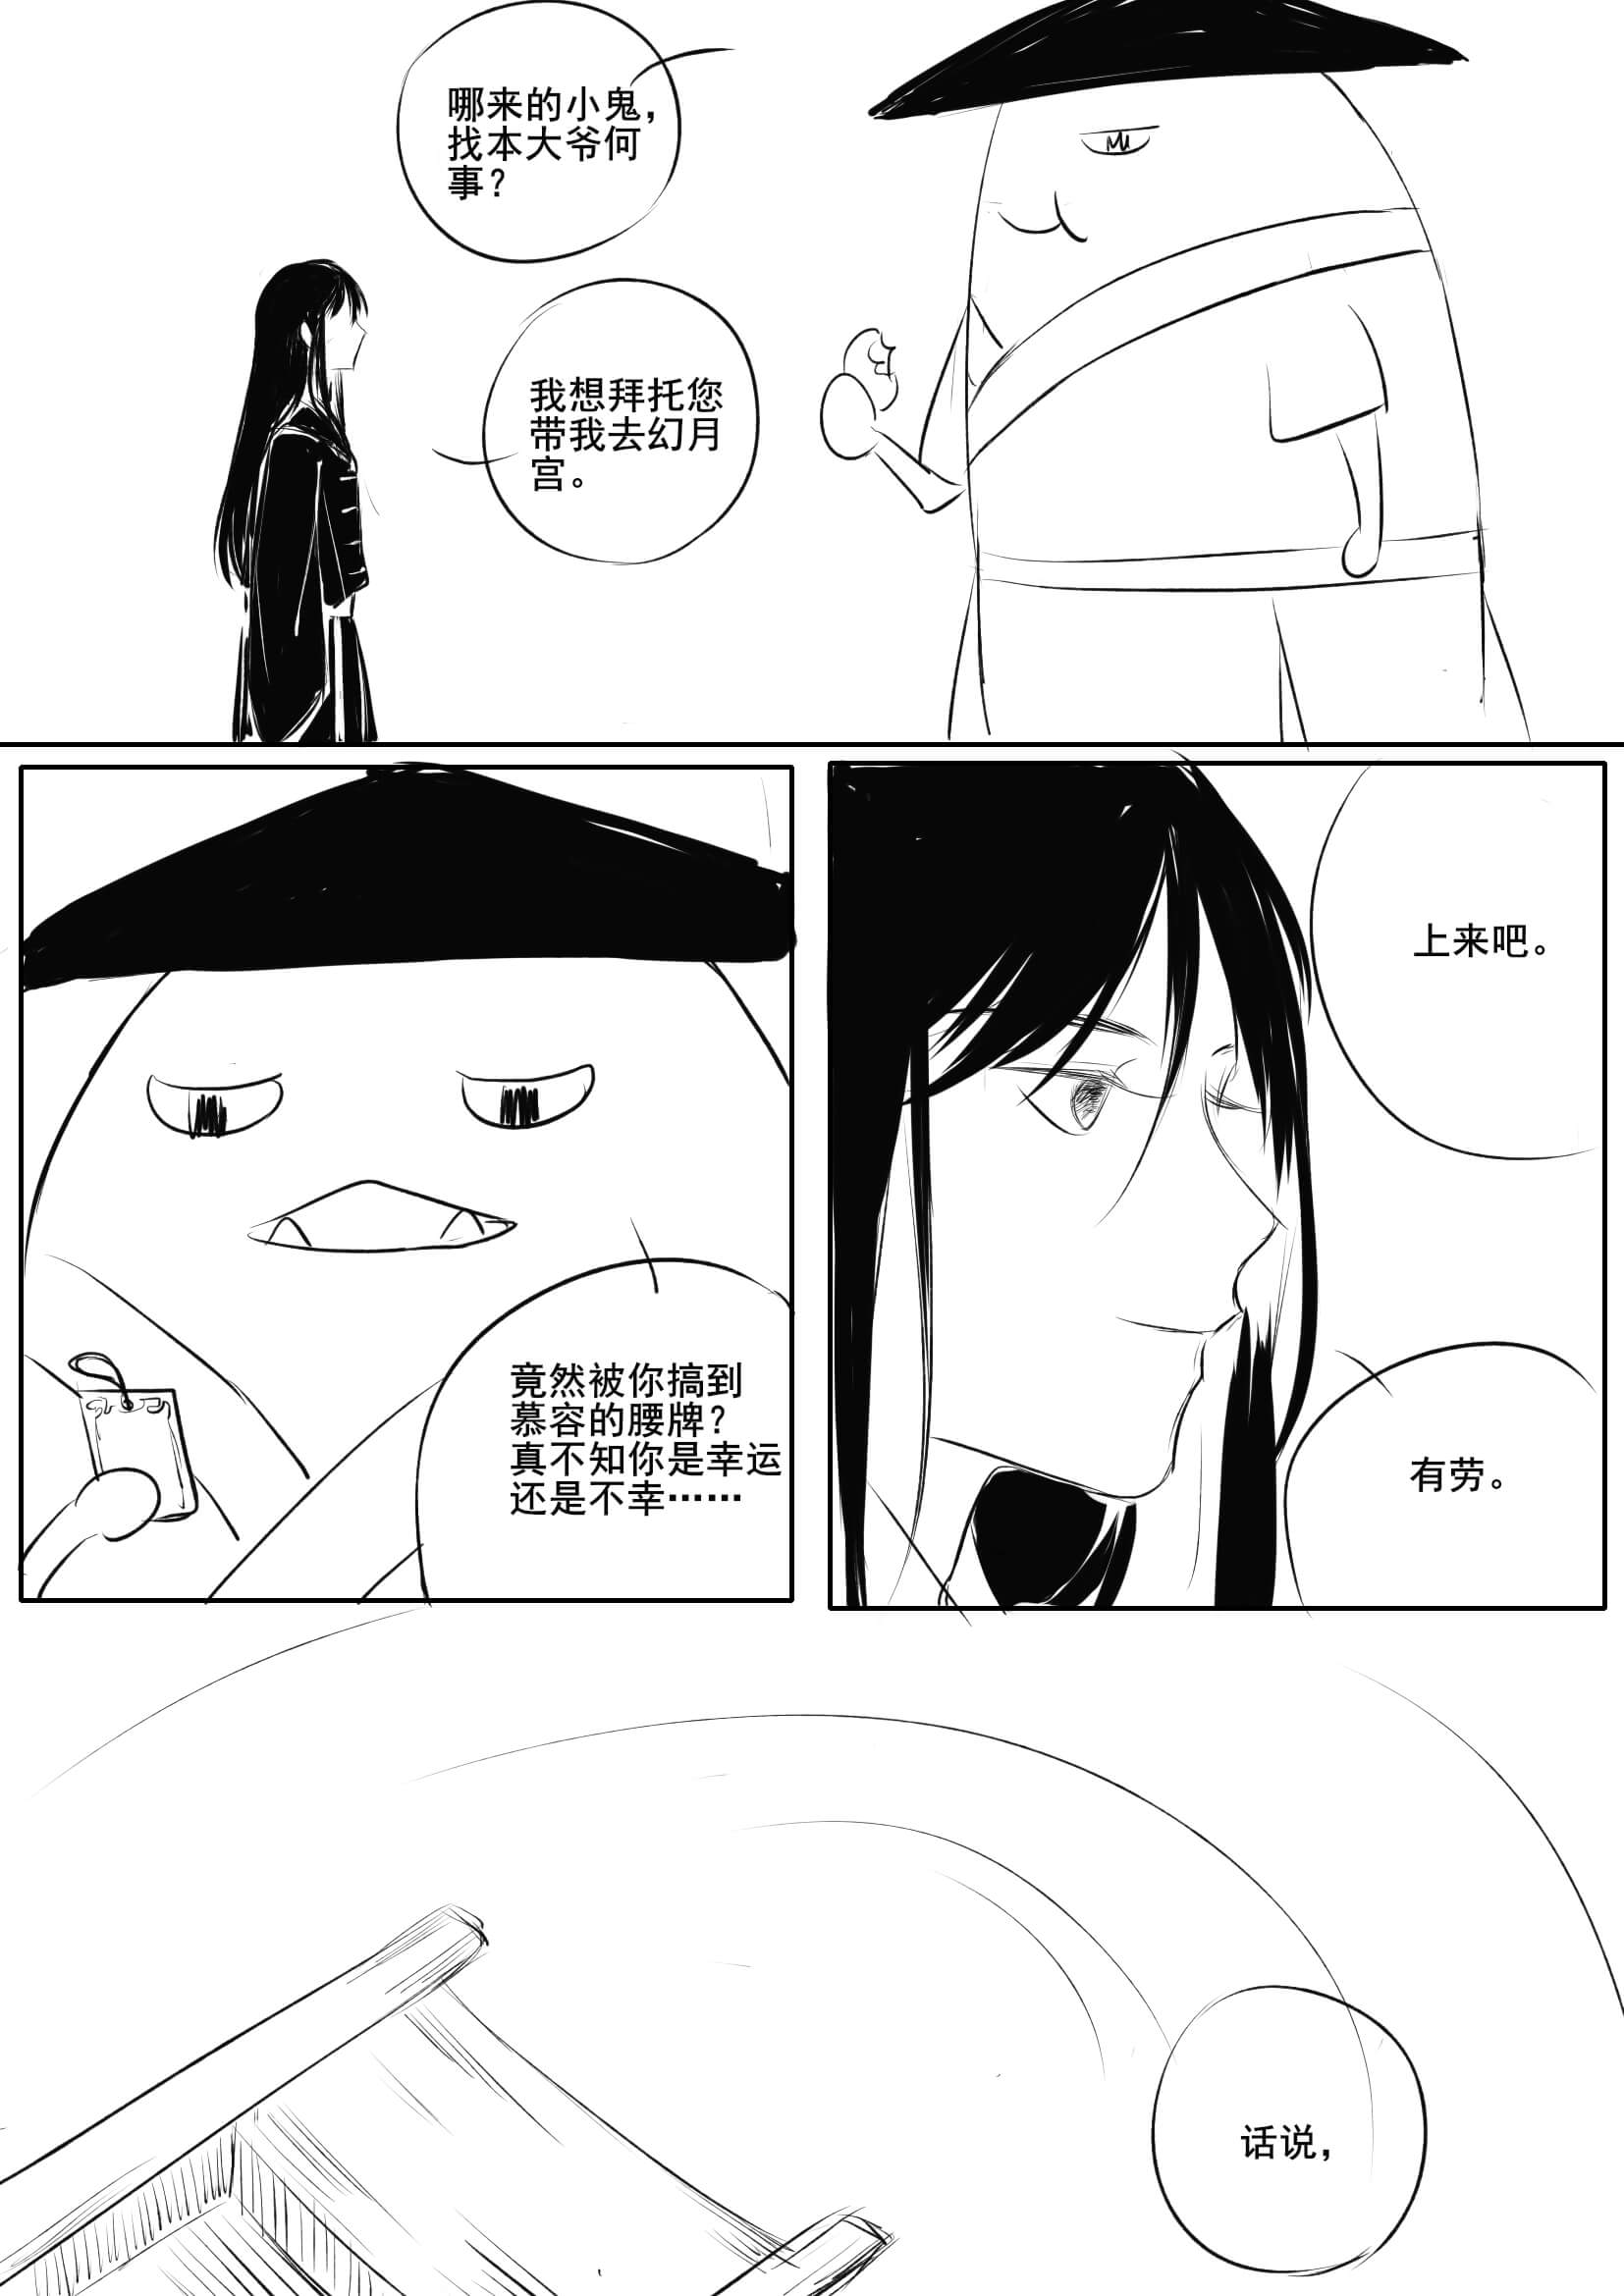 哪来的小鬼，
找本大爷何
事？
我想拜托您
带我去幻月
宫。
竟然被你搞到
慕容的腰牌？
真不知你是幸运
还是不幸……
上来吧。
有劳。
话说，